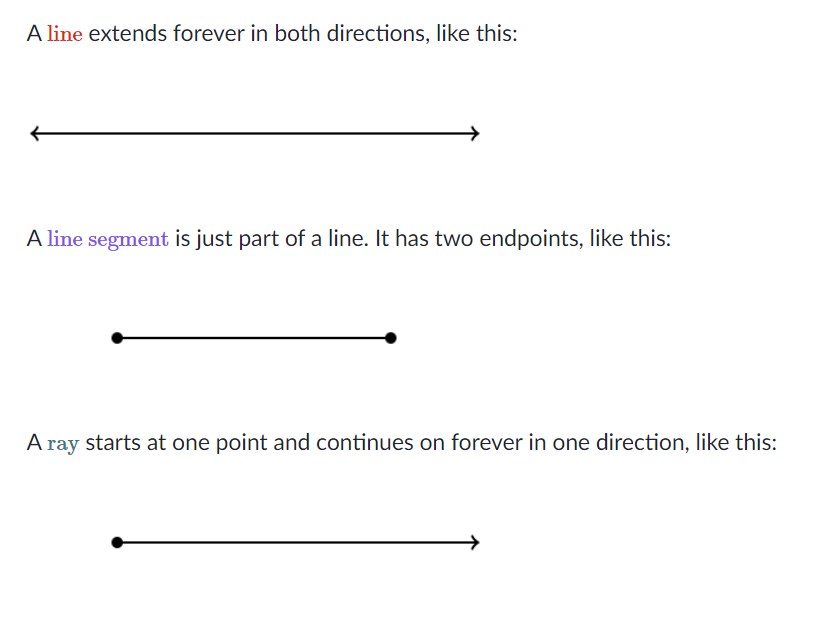 A line extends forever in both directions, like this:
A line segment is just part of a line. It has two endpoints, like this:
A ray starts at one point and continues on forever in one direction, like this: